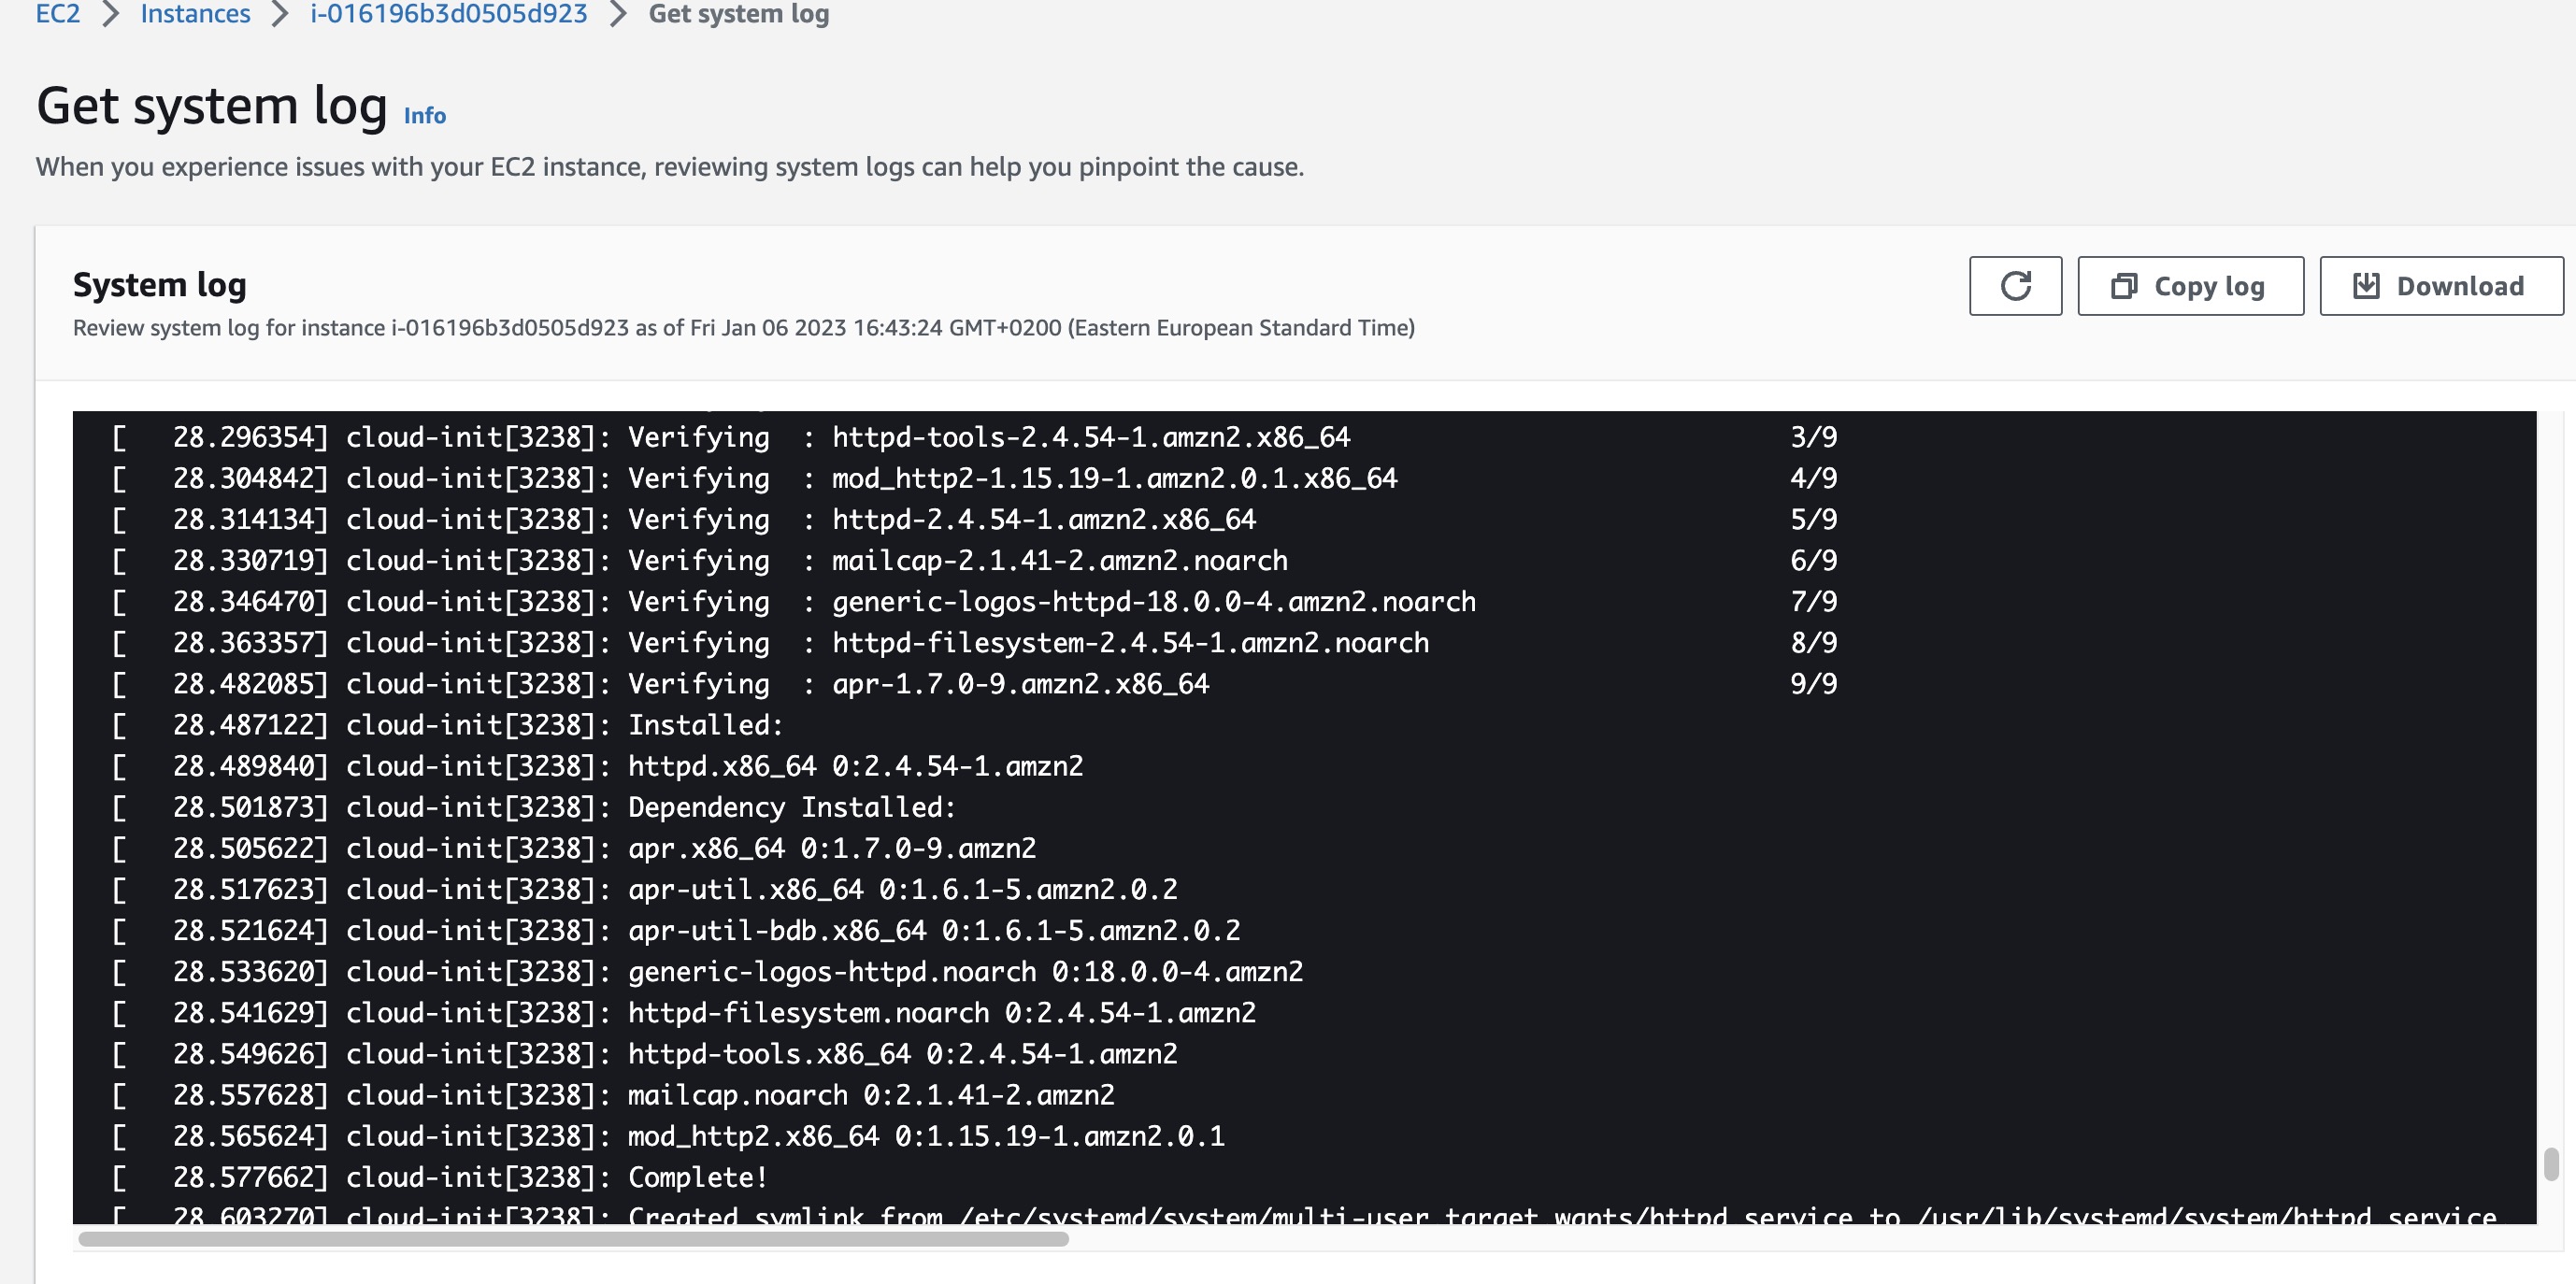 EC2 > Instances > i-016196b3d0505d923 > Get system log
Get system log Info
When you experience issues with your EC2 instance, reviewing system logs can help you pinpoint the cause.
System log
Copy log
Download
Review system log for instance i-016196b3d0505d923 as of Fri Jan 06 2023 16:43:24 GMT+0200 (Eastern European Standard Time)
[   28.296354] cloud-init[3238]: Verifying  : httpd-tools-2.4.54-1.amzn2.x86_64                            3/9
[   28.304842] cloud-init[3238]: Verifying  : mod_http2-1.15.19-1.amzn2.0.1.x86_64                         4/9
[   28.314134] cloud-init[3238]: Verifying  : httpd-2.4.54-1.amzn2.x86_64                                  5/9
[   28.330719] cloud-init[3238]: Verifying  : mailcap-2.1.41-2.amzn2.noarch                                6/9
[   28.346470] cloud-init[3238]: Verifying  : generic-logos-httpd-18.0.0-4.amzn2.noarch                    7/9
[   28.363357] cloud-init[3238]: Verifying  : httpd-filesystem-2.4.54-1.amzn2.noarch                       8/9
[   28.482085] cloud-init[3238]: Verifying  : apr-1.7.0-9.amzn2.x86_64                                     9/9
[   28.487122] cloud-init[3238]: Installed:
[   28.489840] cloud-init[3238]: httpd.x86_64 0:2.4.54-1.amzn2
[   28.501873] cloud-init[3238]: Dependency Installed:
[   28.505622] cloud-init[3238]: apr.x86_64 0:1.7.0-9.amzn2
[   28.517623] cloud-init[3238]: apr-util.x86_64 0:1.6.1-5.amzn2.0.2
[   28.521624] cloud-init[3238]: apr-util-bdb.x86_64 0:1.6.1-5.amzn2.0.2
[   28.533620] cloud-init[3238]: generic-logos-httpd.noarch 0:18.0.0-4.amzn2
[   28.541629] cloud-init[3238]: httpd-filesystem.noarch 0:2.4.54-1.amzn2
[   28.549626] cloud-init[3238]: httpd-tools.x86_64 0:2.4.54-1.amzn2
[   28.557628] cloud-init[3238]: mailcap.noarch 0:2.1.41-2.amzn2
[   28.565624] cloud-init[3238]: mod_http2.x86_64 0:1.15.19-1.amzn2.0.1
[   28.577662] cloud-init[3238]: Complete!
[   28.603270] cloud-init[3238]: Created symlink from /etc/systemd/system/multi-user.target.wants/httpd.service to /usr/lib/systemd/system/httpd.service